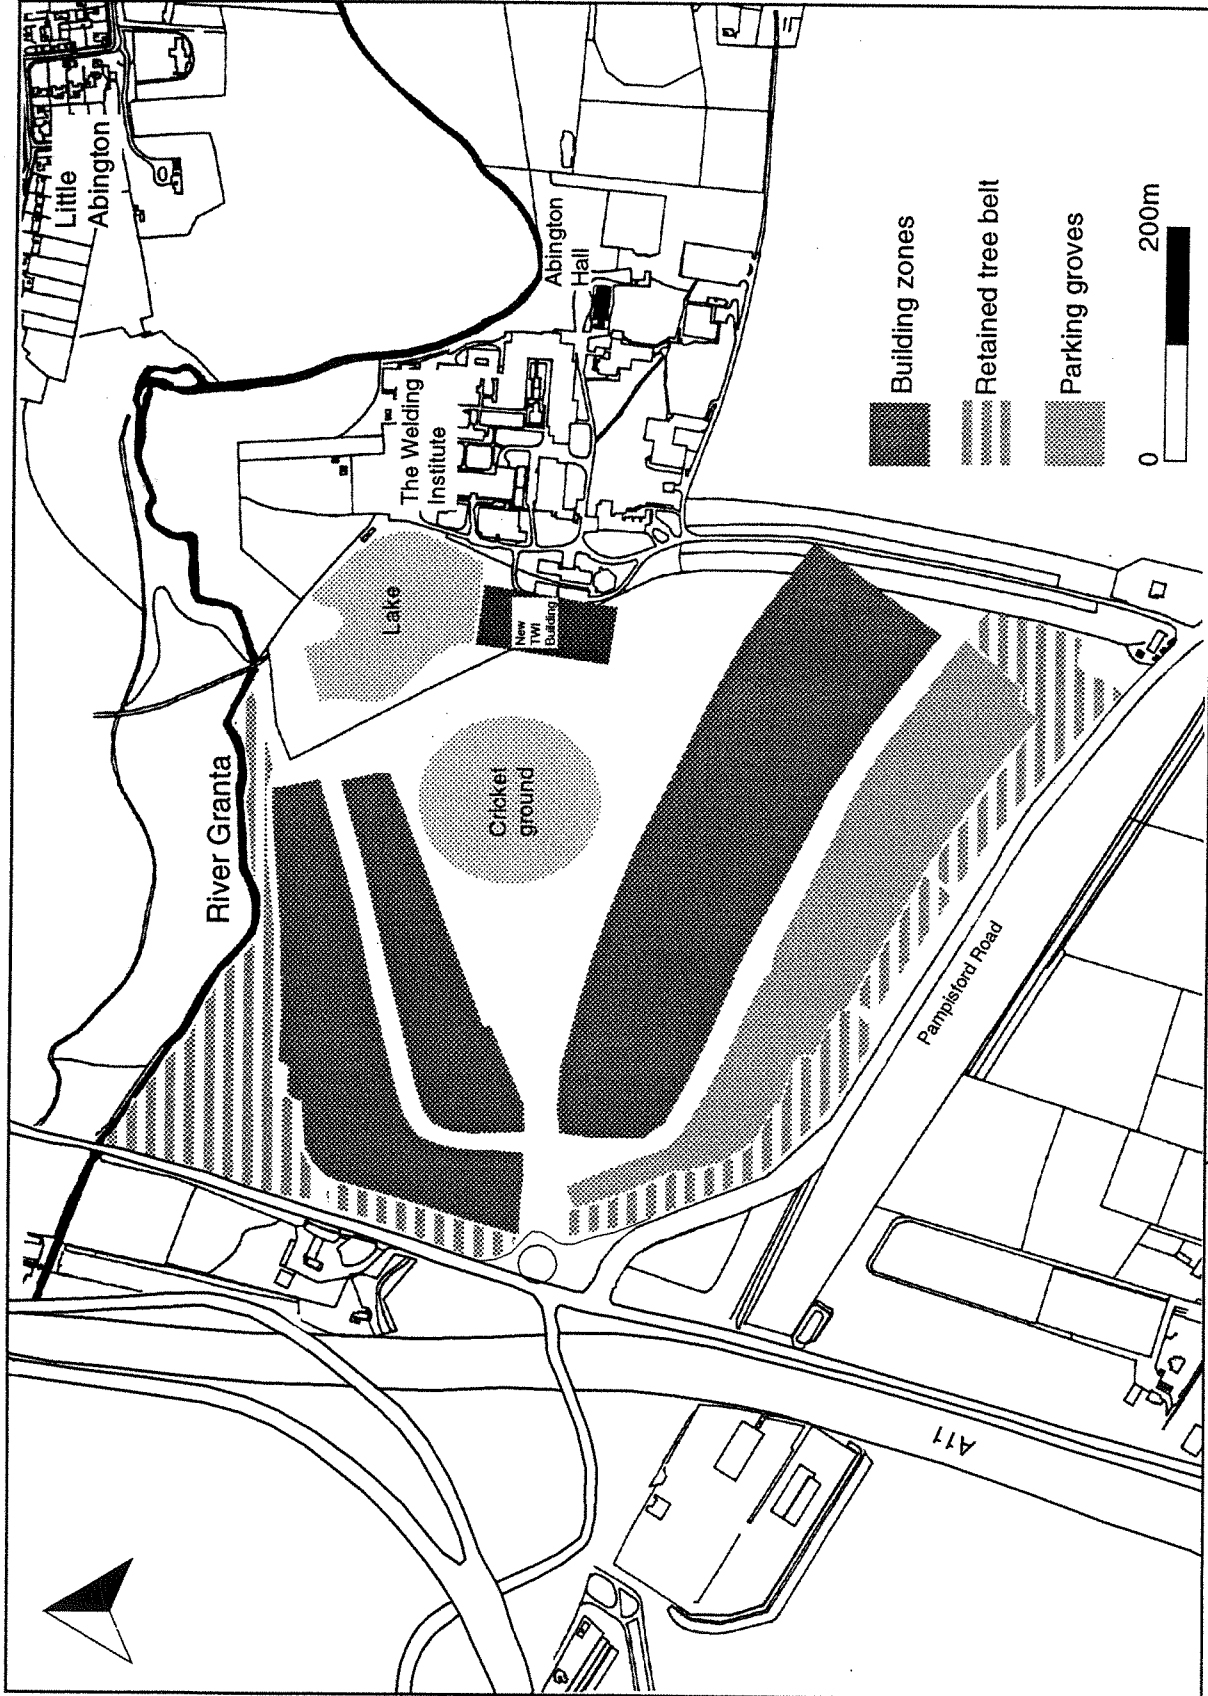 Little
Abington
River Granta
The Welding
Institute
Abington
Hall
Lake
New
TWI
Building
Cricket
ground
Pampisford Road
A11
Building zones
Retained tree belt
Parking groves
0
200m